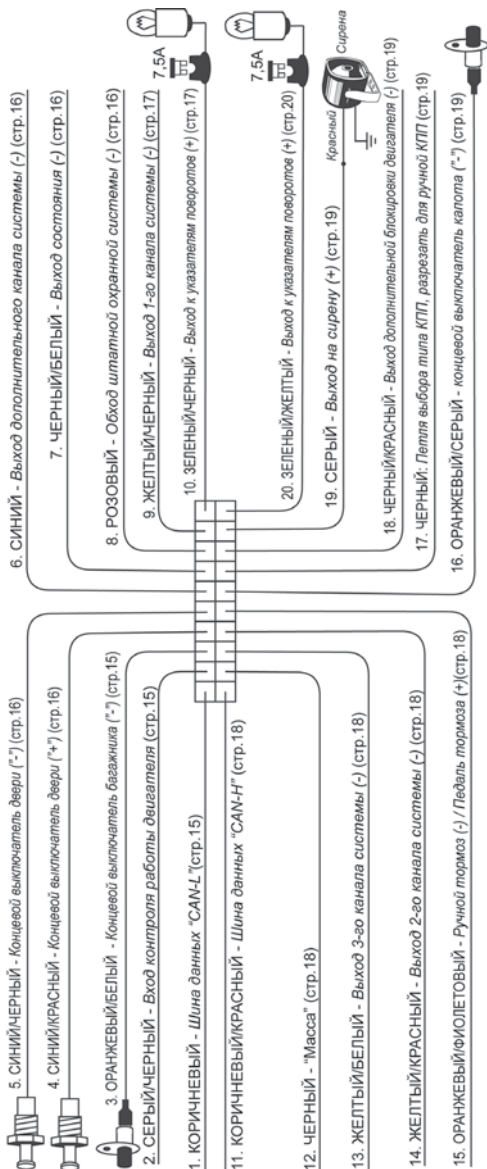 5. СИНИЙ/ЧЕРНЫЙ - Концевой выключатель двери ("-") (стр.16)
4. СИНИЙ/КРАСНЫЙ - Концевой выключатель двери ("+") (стр.16)
3. ОРАНЖЕВЫЙ/БЕЛЫЙ - Концевой выключатель багажника ("-") (стр.15)
2. СЕРЫЙ/ЧЕРНЫЙ - Вход контроля работы двигателя (стр.15)
1. КОРИЧНЕВЫЙ - Шина данных "CAN-L" (стр.15)
11. КОРИЧНЕВЫЙ/КРАСНЫЙ - Шина данных "CAN-H" (стр.18)
12. ЧЕРНЫЙ - "Масса" (стр.18)
13. ЖЕЛТЫЙ/БЕЛЫЙ - Выход 3-го канала системы (-) (стр.18)
14. ЖЕЛТЫЙ/КРАСНЫЙ - Выход 2-го канала системы (-) (стр.18)
15. ОРАНЖЕВЫЙ/ФИОЛЕТОВЫЙ - Ручной тормоз (-) / Педаль тормоза (+)(стр.18)
6. СИНИЙ - Выход дополнительного канала системы (-) (стр.16)
7. ЧЕРНЫЙ/БЕЛЫЙ - Выход состояния (-) (стр.16)
8. РОЗОВЫЙ - Обход штатной охранной системы (-) (стр.16)
9. ЖЕЛТЫЙ/ЧЕРНЫЙ - Выход 1-го канала системы (-) (стр.17)
10. ЗЕЛЕНЫЙ/ЧЕРНЫЙ - Выход к указателям поворотов (+) (стр.17)
7,5А
20. ЗЕЛЕНЫЙ/ЖЕЛТЫЙ - Выход к указателям поворотов (+) (стр.20)
7,5А
19. СЕРЫЙ - Выход на сирену (+) (стр.19)
Красный
Сирена
18. ЧЕРНЫЙ/КРАСНЫЙ - Выход дополнительной блокировки двигателя (-) (стр.19)
17. ЧЕРНЫЙ: Петля выбора типа КПП, разрезать для ручной КПП (стр.19)
16. ОРАНЖЕВЫЙ/СЕРЫЙ - концевой выключатель капота ("-") (стр.19)